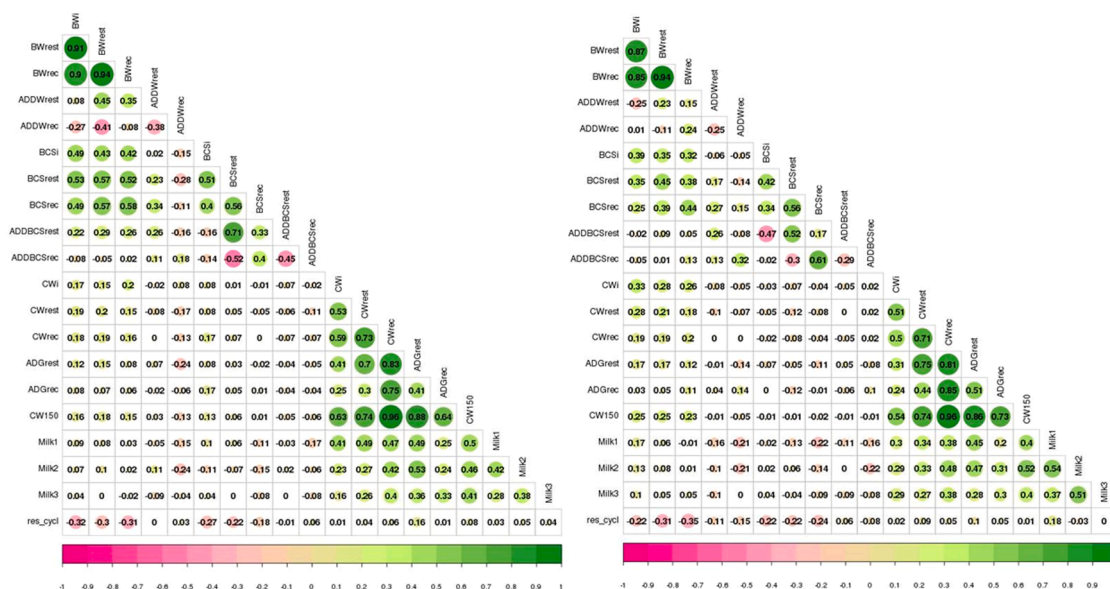 BWi
BWrest 0.91 BWrest
BWrec 0.9 0.94 BWrec
ADDWrest 0.08 0.45 0.35 ADDWrest
ADDWrec -0.27 -0.41 -0.08 -0.38 ADDWrec
BCSi 0.49 0.43 0.42 0.02 -0.15 BCSi
BCSrest 0.53 0.57 0.52 0.23 -0.28 0.51 BCSrest
BCSrec 0.49 0.57 0.58 0.34 -0.11 0.4 0.56 BCSrec
ADDBCSrest 0.22 0.29 0.26 0.26 -0.16 -0.16 0.71 0.33 ADDBCSrest
ADDBCSrec -0.08 -0.05 0.02 0.11 0.18 -0.14 -0.52 0.4 -0.45 ADDBCSrec
CWi 0.17 0.15 0.2 -0.02 0.08 0.08 0.01 -0.01 -0.07 -0.02 CWi
CWrest 0.19 0.2 0.15 -0.08 -0.17 0.08 0.05 -0.05 -0.06 -0.11 0.53 CWrest
CWrec 0.18 0.19 0.16 0 -0.13 0.17 0.08 0 -0.07 -0.07 0.59 0.73 CWrec
ADGrest 0.12 0.15 0.08 0.07 -0.24 0.08 0.03 -0.02 -0.04 -0.05 0.41 0.7 0.83 ADGrest
ADGrec 0.08 0.07 0.06 -0.02 -0.06 0.17 0.05 0.01 -0.04 -0.04 0.25 0.3 0.75 0.41 ADGrec
CW150 0.16 0.18 0.15 0.03 -0.13 0.13 0.06 0.01 -0.05 -0.06 0.63 0.74 0.96 0.88 0.64 CW150
Milk1 0.09 0.08 0.03 -0.05 -0.15 0.1 0.06 -0.11 -0.03 -0.17 0.41 0.49 0.47 0.49 0.25 0.5 Milk1
Milk2 0.07 0.1 0.02 0.11 -0.24 -0.11 -0.07 -0.15 0.02 -0.06 0.23 0.27 0.42 0.53 0.24 0.46 0.42 Milk2
Milk3 0.04 0 -0.02 -0.09 -0.04 0.04 0 -0.08 0 -0.08 0.16 0.26 0.4 0.36 0.33 0.41 0.28 0.38 Milk3
res_cycl -0.32 -0.3 -0.31 0 0.03 -0.27 -0.22 -0.18 -0.01 0.06 0.01 0.04 0.06 0.16 0.01 0.08 0.03 0.05 0.04
-1 -0.9 -0.8 -0.7 -0.6 -0.5 -0.4 -0.3 -0.2 -0.1 0 0.1 0.2 0.3 0.4 0.5 0.6 0.7 0.8 0.9 1
BWi
BWrest 0.87 BWrest
BWrec 0.85 0.94 BWrec
ADDWrest -0.25 0.23 0.15 ADDWrest
ADDWrec 0.01 -0.11 0.24 -0.25 ADDWrec
BCSi 0.39 0.35 0.32 -0.06 -0.05 BCSi
BCSrest 0.35 0.45 0.38 0.17 -0.14 0.42 BCSrest
BCSrec 0.25 0.39 0.44 0.27 0.15 0.34 0.56 BCSrec
ADDBCSrest -0.02 0.09 0.05 0.26 -0.08 -0.47 0.52 0.17 ADDBCSrest
ADDBCSrec -0.05 0.01 0.13 0.13 0.32 -0.02 -0.3 0.61 -0.29 ADDBCSrec
CWi 0.33 0.28 0.26 -0.08 -0.03 -0.03 -0.07 -0.04 -0.05 0.02 CWi
CWrest 0.28 0.21 0.18 -0.1 -0.07 -0.05 -0.12 -0.08 0 0.02 0.51 CWrest
CWrec 0.19 0.19 0.2 0 0.04 -0.02 -0.13 -0.08 -0.04 0.04 0.5 0.71 CWrec
ADGrest 0.17 0.17 0.12 -0.01 -0.14 -0.07 -0.05 -0.12 0.01 -0.05 0.31 0.75 0.81 ADGrest
ADGrec 0.03 0.05 0.11 0.04 0.14 0 -0.12 -0.01 -0.06 0.1 0.24 0.44 0.85 0.51 ADGrec
CW150 0.25 0.25 0.23 -0.01 -0.05 -0.02 -0.12 -0.02 -0.01 -0.01 0.54 0.74 0.96 0.86 0.73 CW150
Milk1 0.17 0.06 -0.01 -0.16 -0.21 -0.02 -0.13 -0.22 -0.11 -0.16 0.3 0.34 0.38 0.45 0.2 0.4 Milk1
Milk2 0.13 0.08 0.01 -0.1 -0.21 0.02 0.06 -0.14 0 -0.22 0.29 0.33 0.48 0.47 0.31 0.52 0.54 Milk2
Milk3 0.1 0.05 0.05 -0.1 0 -0.04 -0.09 -0.13 -0.04 -0.09 0.29 0.27 0.38 0.28 0.3 0.4 0.37 0.51 Milk3
res_cycl -0.22 -0.31 -0.35 -0.11 -0.15 -0.22 -0.22 -0.24 0.06 -0.08 0.02 0.09 0.05 0.1 0.05 0.01 0.18 -0.03 0
-1 -0.9 -0.8 -0.7 -0.6 -0.5 -0.4 -0.3 -0.2 -0.1 0 0.1 0.2 0.3 0.4 0.5 0.6 0.7 0.8 0.9